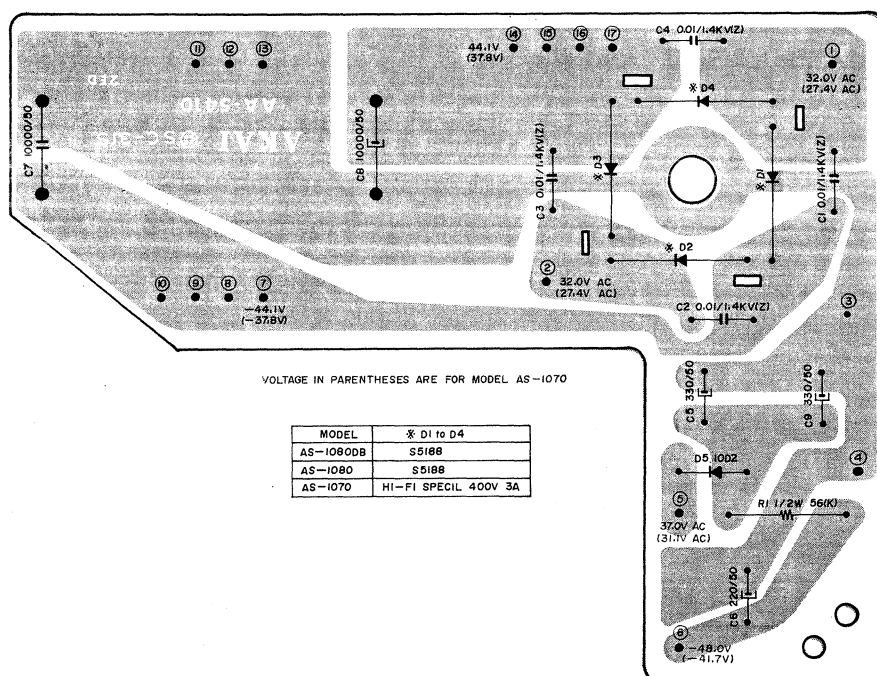 C4 0.01/1.4KV(Z)
⑭ ⑮ ⑯ ⑰
44.1V
(37.8V)
①
32.0V AC
(27.4V AC)
⑪ ⑫ ⑬
2ED
AA-5410
AKAI
C7 10000/50
C8 10000/50
※ D4
※ D3
※ D1
C3 0.01/1.4KV(Z)
C1 0.01/1.4KV(Z)
※ D2
②
32.0V AC
(27.4V AC)
C2 0.01/1.4KV(Z)
⑩ ⑨ ⑧ ⑦
-44.1V
(-37.8V)
③
VOLTAGE IN PARENTHESES ARE FOR MODEL AS-1070
C5 330/50
C9 330/50
MODEL ※ D1 to D4
AS-1080DB S5188
AS-1080 S5188
AS-1070 HI-FI SPECIL 400V 3A
D5 10D2
④
⑤
37.0V AC
(31.1V AC)
R1 1/2W 56(K)
C6 220/50
⑥
-48.0V
(-41.7V)